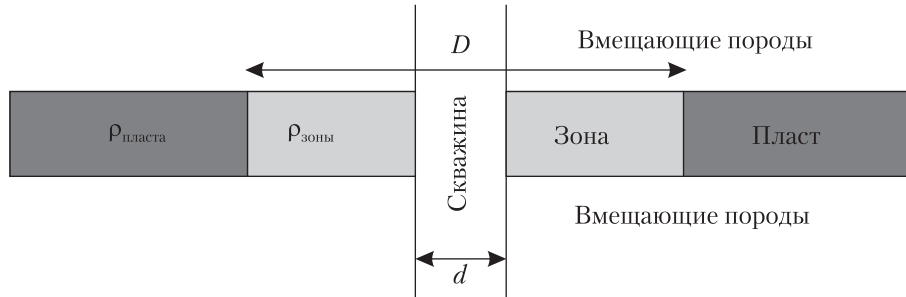 D
Вмещающие породы
ρпласта
ρзоны
Скважина
Зона
Пласт
Вмещающие породы
d